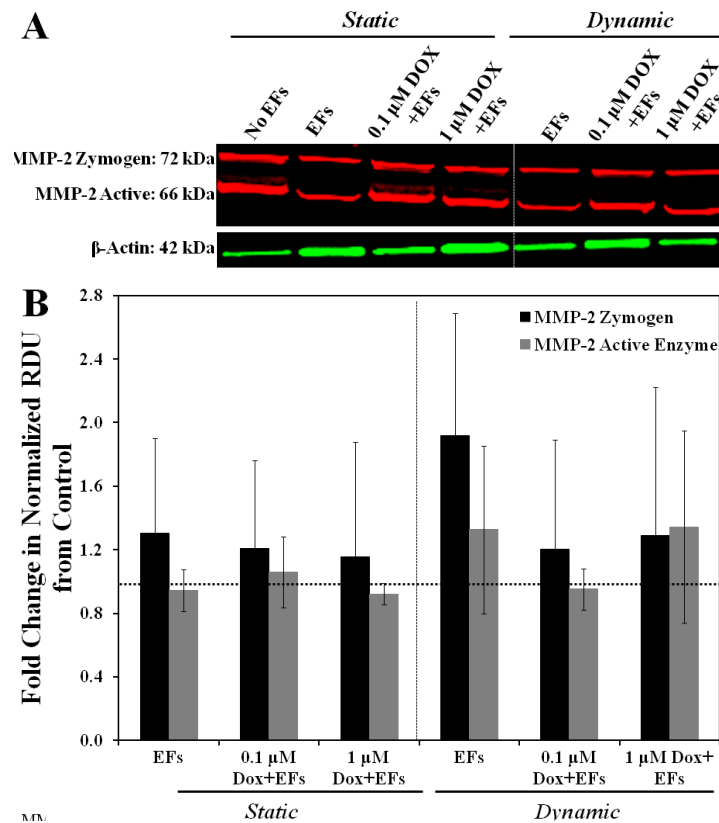 A
Static
Dynamic
No EFs
EFs
0.1 µM DOX
+EFs
1 µM DOX
+EFs
EFs
0.1 µM DOX
+EFs
1 µM DOX
+EFs
MMP-2 Zymogen: 72 kDa
MMP-2 Active: 66 kDa
β-Actin: 42 kDa
B
Fold Change in Normalized RDU
from Control
2.8
2.4
2.0
1.6
1.2
0.8
0.4
0.0
MMP-2 Zymogen
MMP-2 Active Enzyme
EFs
0.1 µM
Dox+EFs
1 µM
Dox+EFs
EFs
0.1 µM
Dox+EFs
1 µM Dox+
EFs
Static
Dynamic